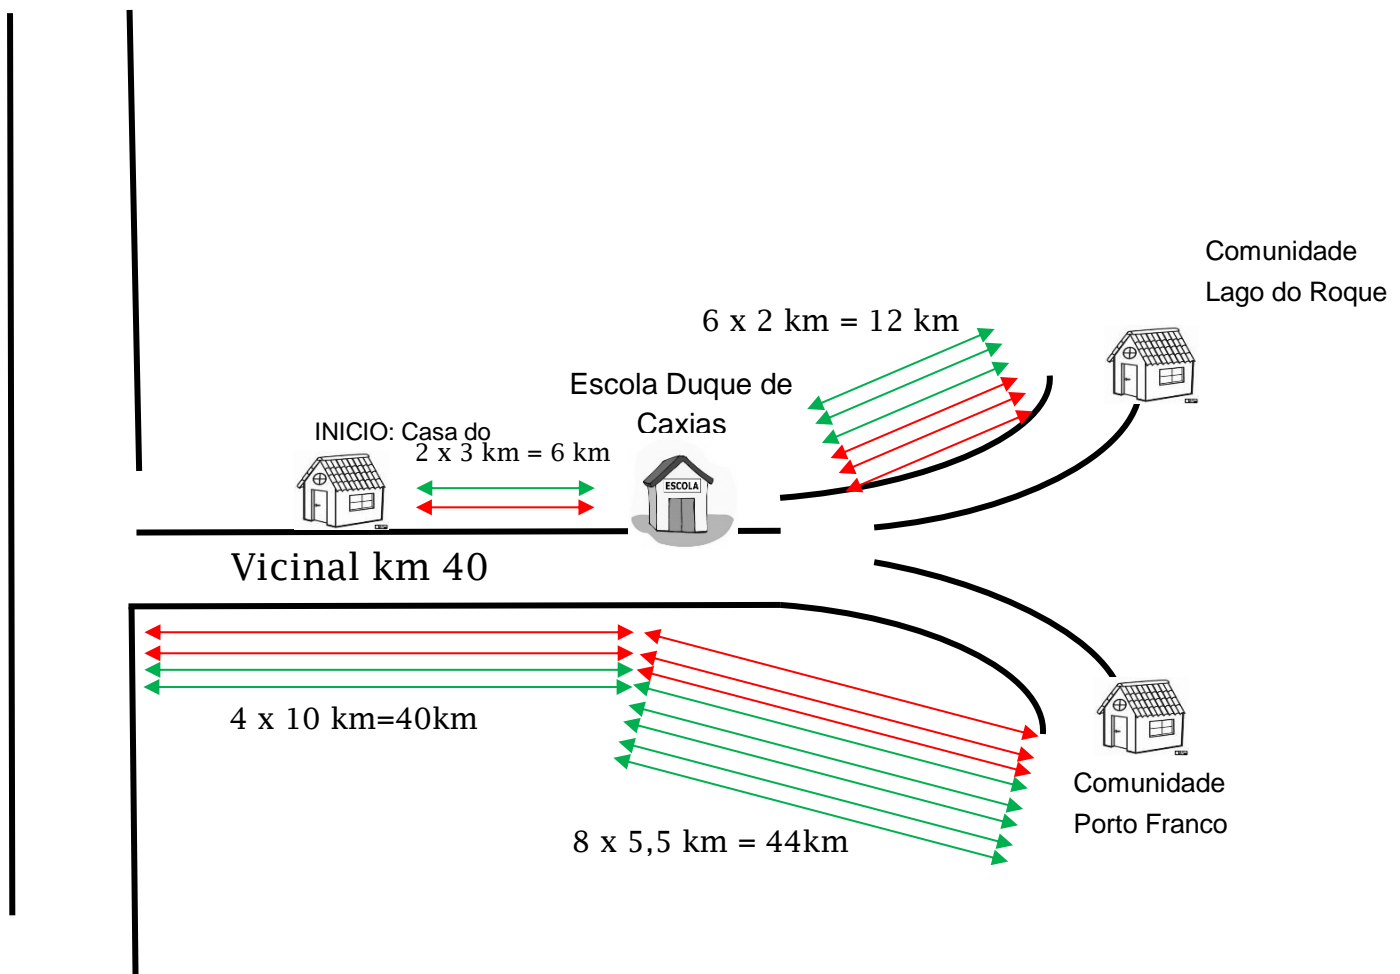 Comunidade
Lago do Roque
6 x 2 km = 12 km
Escola Duque de
Caxias
INICIO: Casa do
2 x 3 km = 6 km
ESCOLA
Vicinal km 40
4 x 10 km=40km
8 x 5,5 km = 44km
Comunidade
Porto Franco